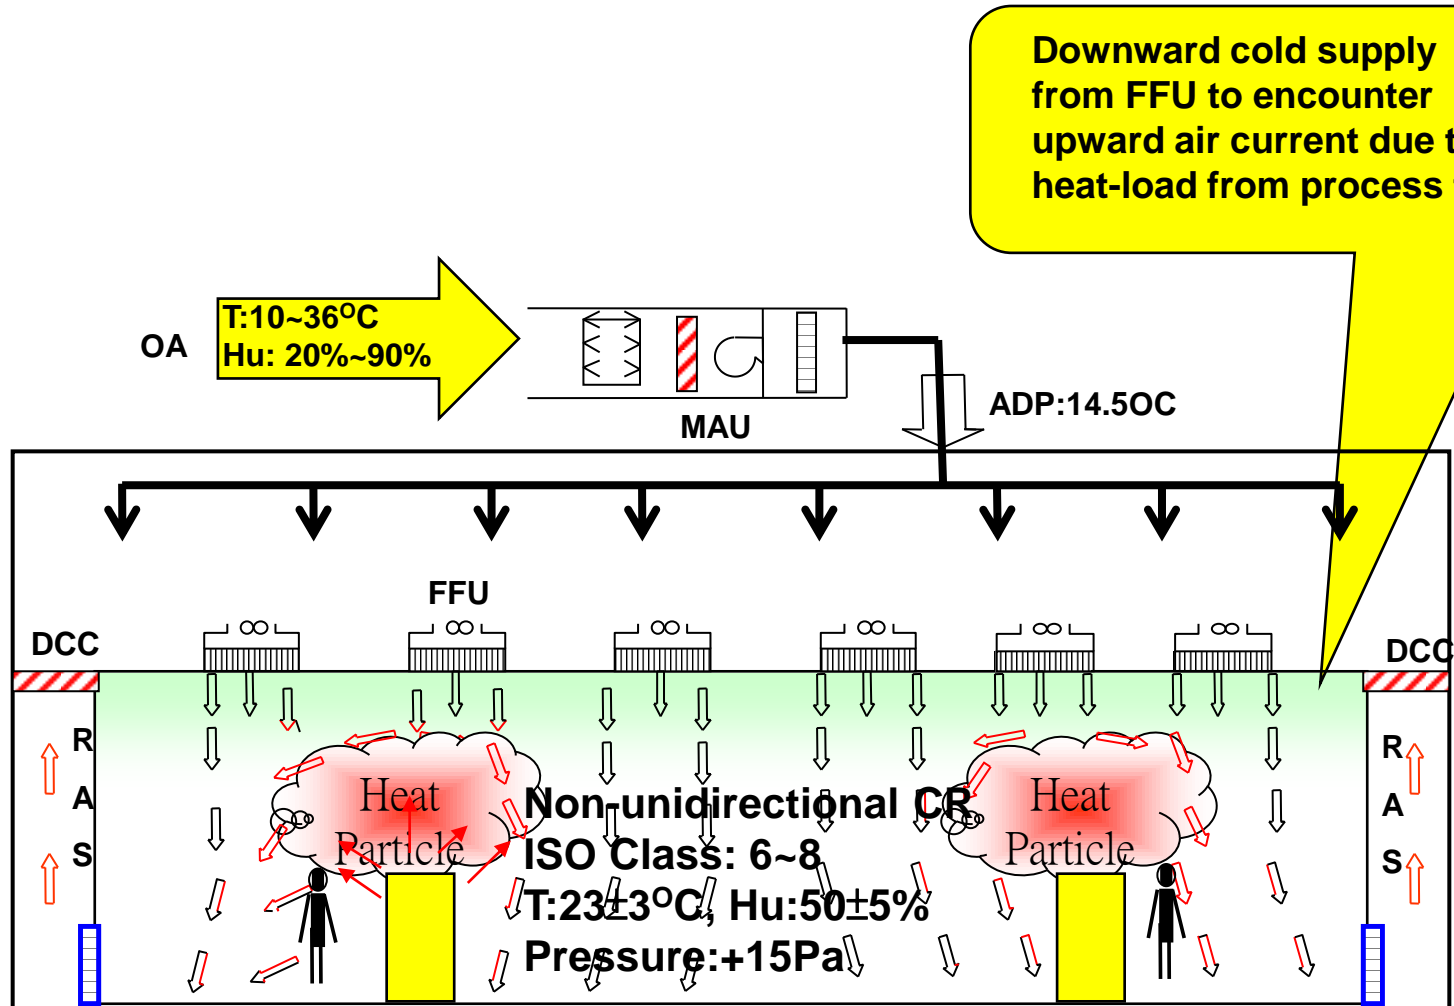 Downward cold supply
from FFU to encounter
upward air current due t
heat-load from process
OA
T:10~36OC
Hu: 20%~90%
MAU
ADP:14.5OC
FFU
DCC
DCC
R
A
S
R
A
S
Heat
Particle
Heat
Particle
Non-unidirectional CR
ISO Class: 6~8
T:23±3OC, Hu:50±5%
Pressure:+15Pa